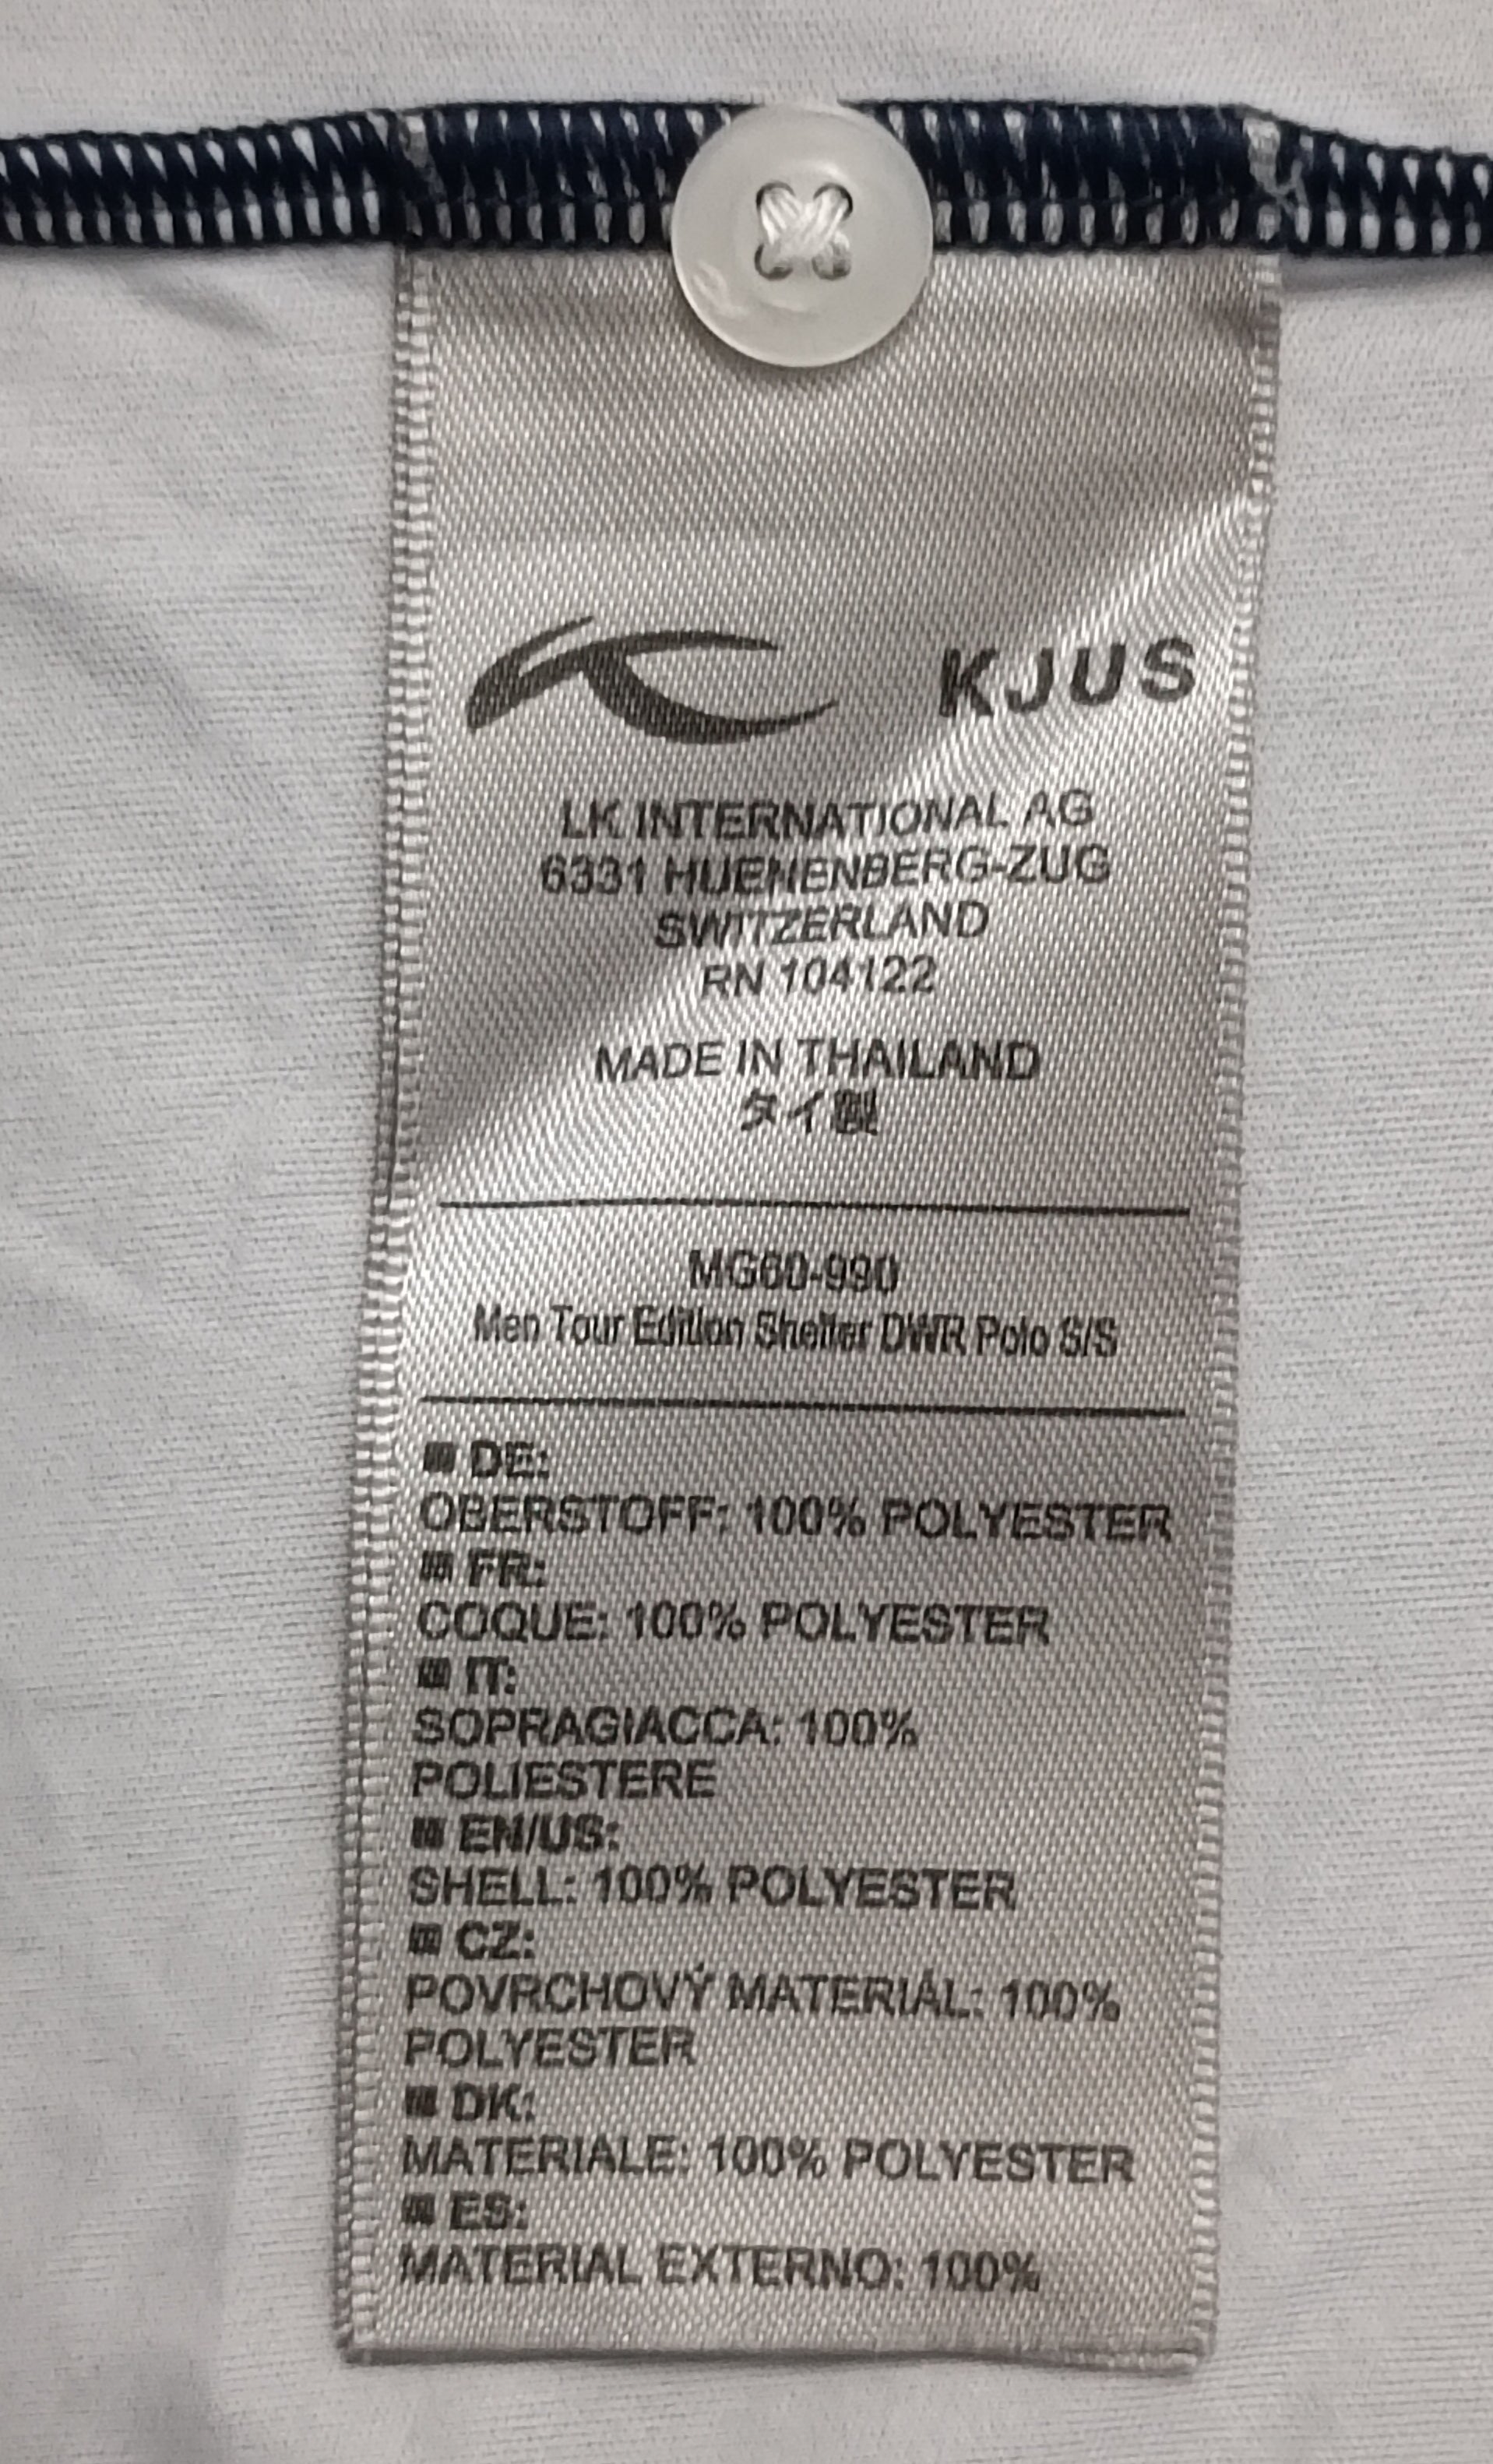 KJUS
LK INTERNATIONAL AG
6331 HUENENBERG-ZUG
SWITZERLAND
RN 104122
MADE IN THAILAND
タイ製
MG60-990
Men Tour Edition Shelter DWR Polo S/S
■ DE:
OBERSTOFF: 100% POLYESTER
■ FR:
COQUE: 100% POLYESTER
■ IT:
SOPRAGIACCA: 100%
POLIESTERE
■ EN/US:
SHELL: 100% POLYESTER
■ CZ:
POVRCHOVÝ MATERIÁL: 100%
POLYESTER
■ DK:
MATERIALE: 100% POLYESTER
■ ES:
MATERIAL EXTERNO: 100%